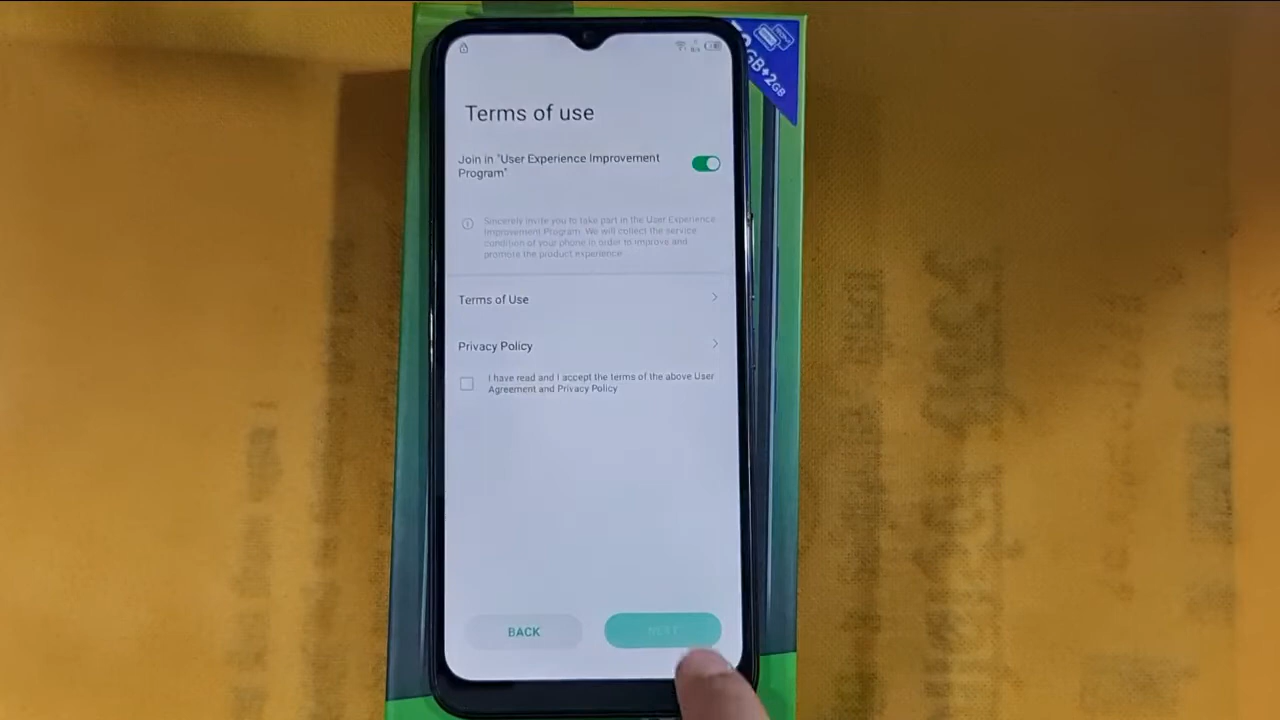 GB+2GB
Terms of use
Join in "User Experience Improvement
Program"
Sincerely invite you to take part in the User Experience
Improvement Program. We will collect the service
condition of your phone in order to improve and
promote the product experience.
Terms of Use
Privacy Policy
I have read and I accept the terms of the above User
Agreement and Privacy Policy
BACK
NEXT